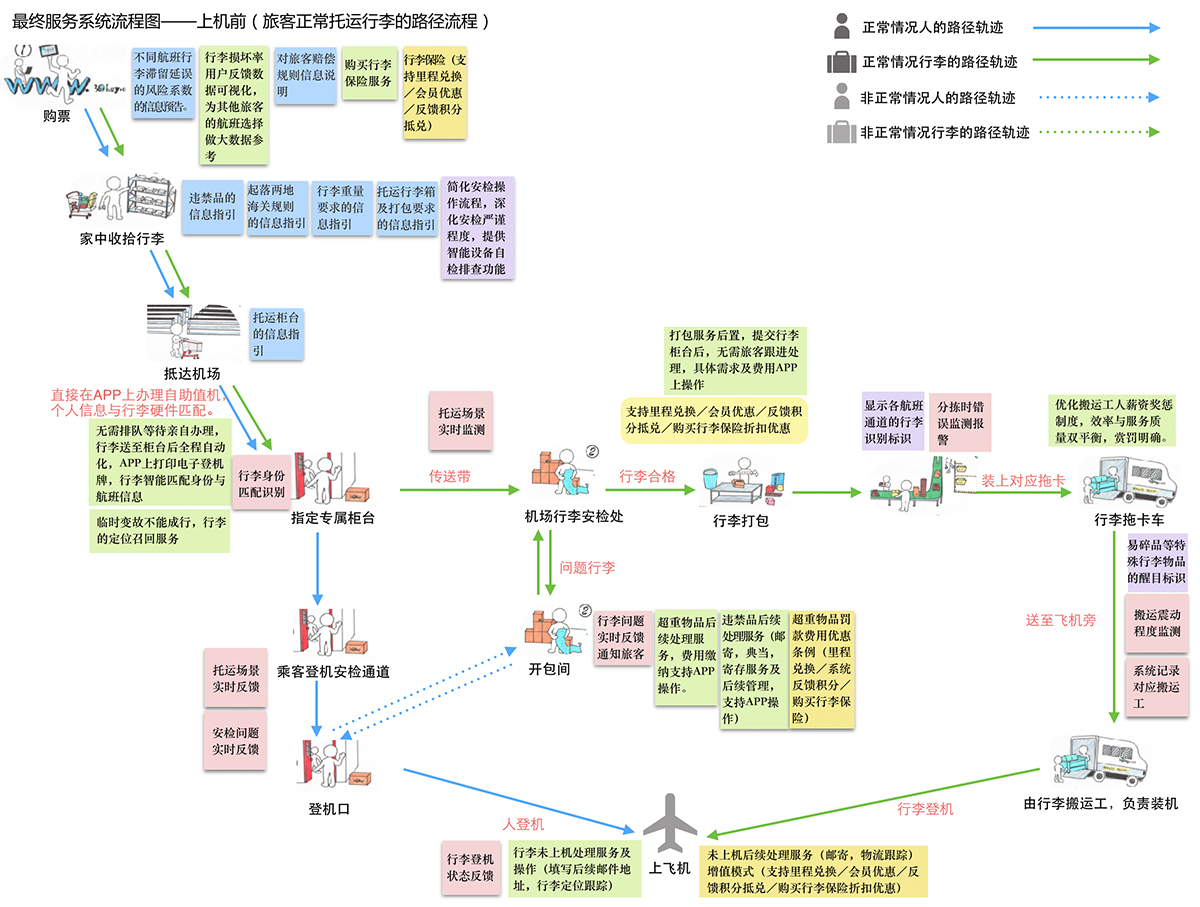 最终服务系统流程图——上机前（旅客正常托运行李的路径流程）
正常情况人的路径轨迹
正常情况行李的路径轨迹
非正常情况人的路径轨迹
非正常情况行李的路径轨迹
①
WWW.
购票
不同航班行
李滞留延误
的风险系数
的信息预告。
行李损坏率
用户反馈数
据可视化，
为其他旅客
的航班选择
做大数据参
考
对旅客赔偿
规则信息说
明
购买行李
保险服务
行李保险（支
持里程兑换
／会员优惠
／反馈积分
抵兑）
家中收拾行李
违禁品的
信息指引
起落两地
海关规则
的信息指引
行李重量
要求的信
息指引
托运行李箱
及打包要求
的信息指引
简化安检操
作流程，深
化安检严谨
程度，提供
智能设备自
检排查功能
抵达机场
托运柜台
的信息指
引
直接在APP上办理自助值机，
个人信息与行李硬件匹配。
无需排队等待亲自办理，
行李送至柜台后全程自动
化，APP上打印电子登机
牌，行李智能匹配身份与
航班信息
临时变故不能成行，行李
的定位召回服务
行李身份
匹配识别
指定专属柜台
托运场景
实时监测
传送带
②
机场行李安检处
行李合格
打包服务后置，提交行李
柜台后，无需旅客跟进处
理，具体需求及费用APP
上操作
支持里程兑换／会员优惠／反馈积
分抵兑／购买行李保险折扣优惠
行李打包
显示各航班
通道的行李
识别标识
分拣时错
误监测报
警
装上对应拖卡
优化搬运工人薪资奖惩
制度，效率与服务质
量双平衡，赏罚明确。
行李拖卡车
易碎品等特
殊行李物品
的醒目标识
搬运震动
程度监测
系统记录
对应搬运
工
送至飞机旁
问题行李
②
开包间
行李问题
实时反馈
通知旅客
超重物品后
续处理服
务，费用缴
纳支持APP
操作。
违禁品后续
处理服务（邮
寄，典当，
寄存服务及
后续管理，
支持APP操
作）
超重物品罚
款费用优惠
条例（里程
兑换／系统
反馈积分／
购买行李保
险）
乘客登机安检通道
托运场景
实时反馈
安检问题
实时反馈
登机口
由行李搬运工，负责装机
人登机
行李登机
上飞机
行李登机
状态反馈
行李未上机处理服务及
操作（填写后续邮件地
址，行李定位跟踪）
未上机后续处理服务（邮寄，物流跟踪）
增值模式（支持里程兑换／会员优惠／反
馈积分抵兑／购买行李保险折扣优惠）